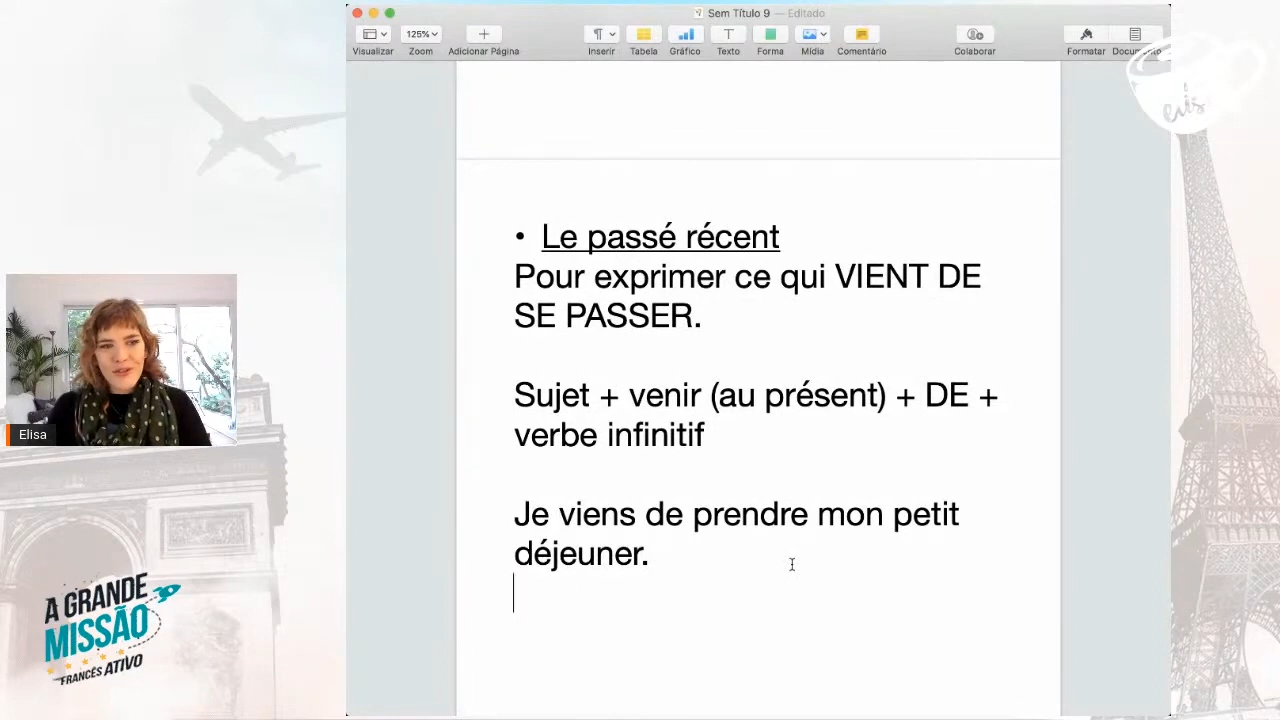 Sem Título 9 — Editado
125%
Visualizar Zoom Adicionar Página Inserir Tabela Gráfico Texto Forma Mídia Comentário Colaborar Formatar Documento
• Le passé récent
Pour exprimer ce qui VIENT DE
SE PASSER.
Sujet + venir (au présent) + DE +
verbe infinitif
Je viens de prendre mon petit
déjeuner.
Elisa
A GRANDE
MISSÃO
FRANCÊS ATIVO